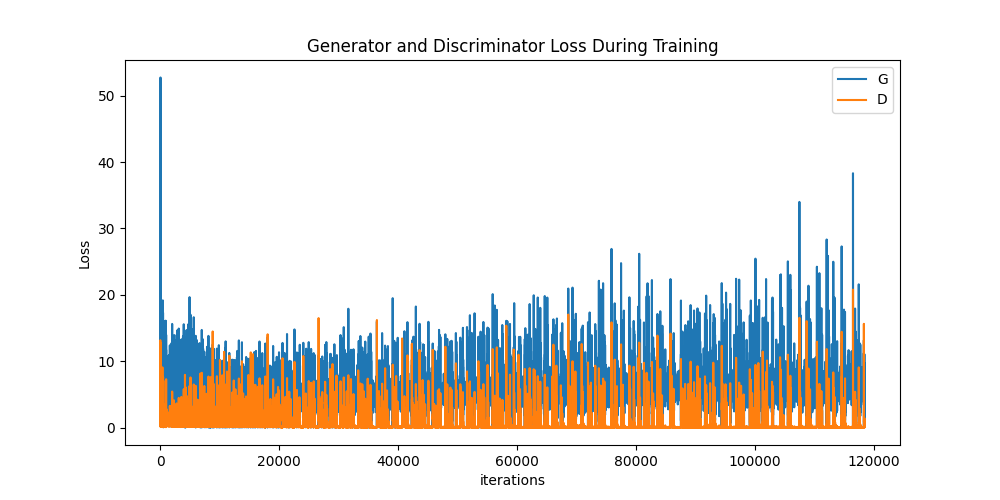 Generator and Discriminator Loss During Training
G
D
50
40
30
20
10
0
Loss
0 20000 40000 60000 80000 100000 120000
iterations